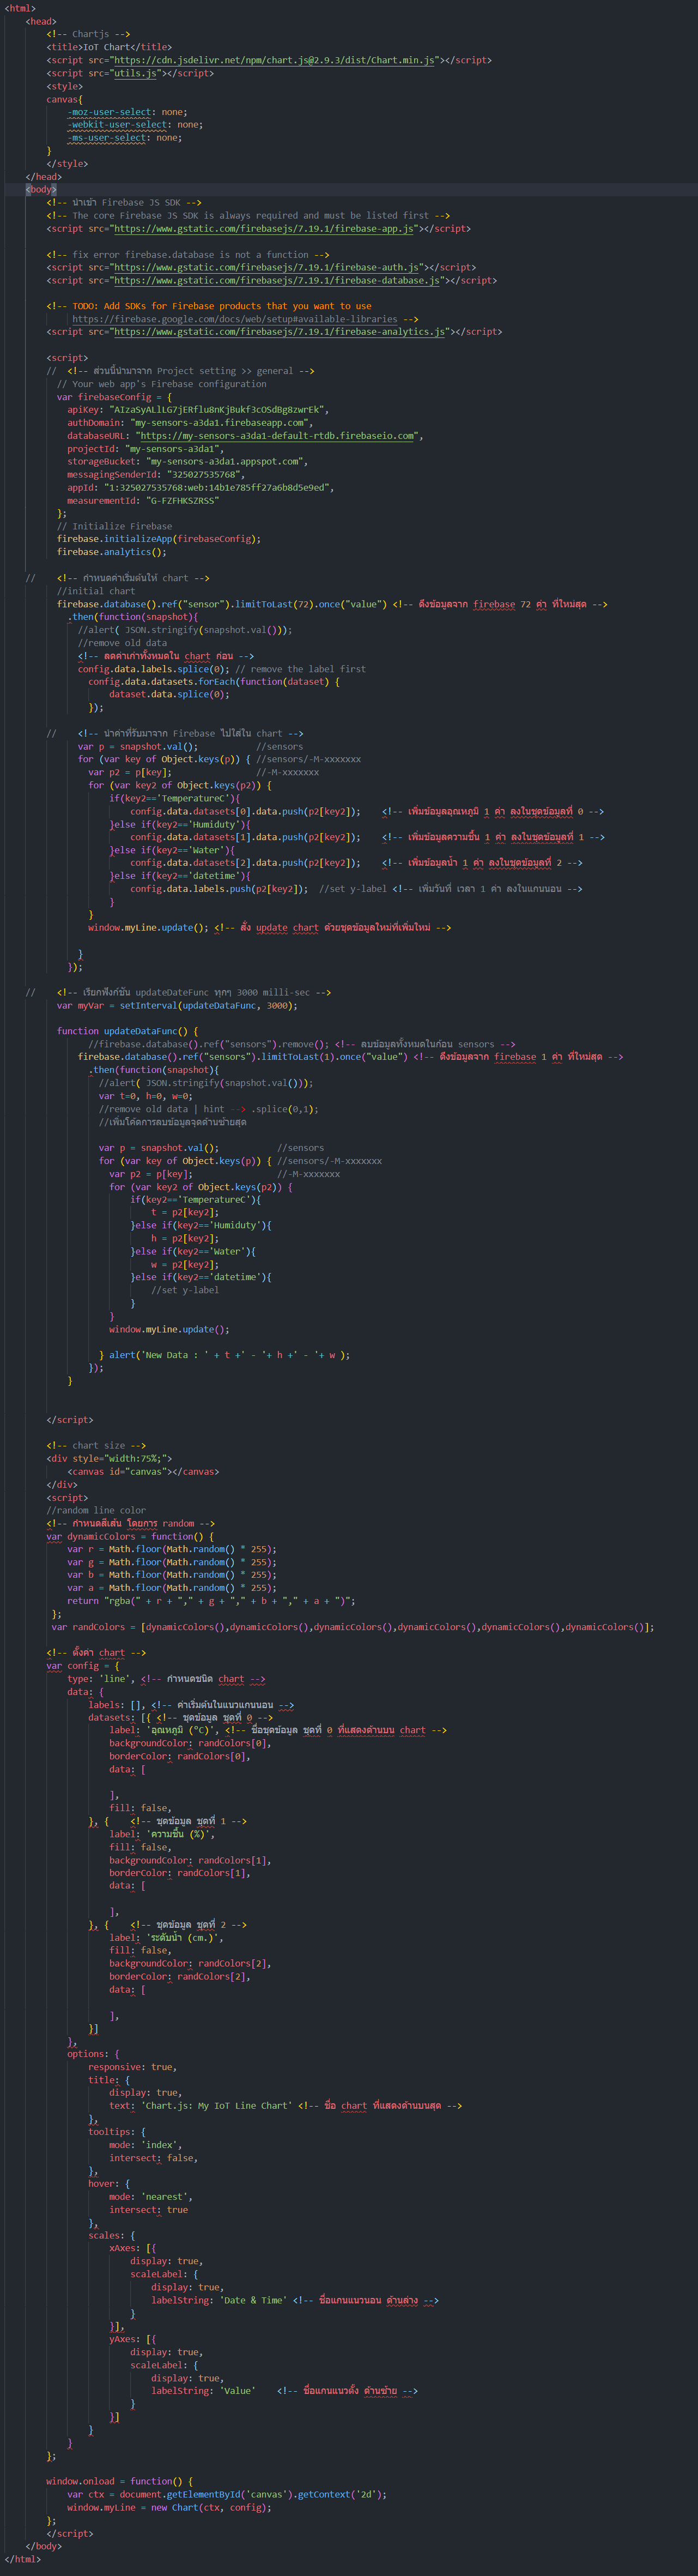 <html>
<head>
<!-- Chartjs -->
<title>IoT Chart</title>
<script src="https://cdn.jsdelivr.net/npm/chart.js@2.9.3/dist/Chart.min.js"></script>
<script src="utils.js"></script>
<style>
canvas{
-moz-user-select: none;
-webkit-user-select: none;
-ms-user-select: none;
}
</style>
</head>
<body>
<!-- นำเข้า Firebase JS SDK -->
<!-- The core Firebase JS SDK is always required and must be listed first -->
<script src="https://www.gstatic.com/firebasejs/7.19.1/firebase-app.js"></script>
<!-- fix error firebase.database is not a function -->
<script src="https://www.gstatic.com/firebasejs/7.19.1/firebase-auth.js"></script>
<script src="https://www.gstatic.com/firebasejs/7.19.1/firebase-database.js"></script>
<!-- TODO: Add SDKs for Firebase products that you want to use
https://firebase.google.com/docs/web/setup#available-libraries -->
<script src="https://www.gstatic.com/firebasejs/7.19.1/firebase-analytics.js"></script>
<script>
// <!-- ส่วนนี้นำมาจาก Project setting >> general -->
// Your web app's Firebase configuration
var firebaseConfig = {
apiKey: "AIzaSyALlLG7jERflu8nKjBukf3cOSdBg8zwrEk",
authDomain: "my-sensors-a3da1.firebaseapp.com",
databaseURL: "https://my-sensors-a3da1-default-rtdb.firebaseio.com",
projectId: "my-sensors-a3da1",
storageBucket: "my-sensors-a3da1.appspot.com",
messagingSenderId: "325027535768",
appId: "1:325027535768:web:14b1e785ff27a6b8d5e9ed",
measurementId: "G-FZFHKSZRSS"
};
// Initialize Firebase
firebase.initializeApp(firebaseConfig);
firebase.analytics();
// <!-- กำหนดค่าเริ่มต้นให้ chart -->
//initial chart
firebase.database().ref("sensor").limitToLast(72).once("value") <!-- ดึงข้อมูลจาก firebase 72 ค่า ที่ใหม่สุด -->
.then(function(snapshot){
//alert( JSON.stringify(snapshot.val()));
//remove old data
<!-- ลดค่าเก่าทั้งหมดใน chart ก่อน -->
config.data.labels.splice(0); // remove the label first
config.data.datasets.forEach(function(dataset) {
dataset.data.splice(0);
});
// <!-- นำค่าที่รับมาจาก Firebase ไปใส่ใน chart -->
var p = snapshot.val(); //sensors
for (var key of Object.keys(p)) { //sensors/-M-xxxxxxx
var p2 = p[key]; //-M-xxxxxxx
for (var key2 of Object.keys(p2)) {
if(key2=='TemperatureC'){
config.data.datasets[0].data.push(p2[key2]); <!-- เพิ่มข้อมูลอุณหภูมิ 1 ค่า ลงในชุดข้อมูลที่ 0 -->
}else if(key2=='Humiduty'){
config.data.datasets[1].data.push(p2[key2]); <!-- เพิ่มข้อมูลความชื้น 1 ค่า ลงในชุดข้อมูลที่ 1 -->
}else if(key2=='Water'){
config.data.datasets[2].data.push(p2[key2]); <!-- เพิ่มข้อมูลน้ำ 1 ค่า ลงในชุดข้อมูลที่ 2 -->
}else if(key2=='datetime'){
config.data.labels.push(p2[key2]); //set y-label <!-- เพิ่มวันที่ เวลา 1 ค่า ลงในแกนนอน -->
}
}
window.myLine.update(); <!-- สั่ง update chart ด้วยชุดข้อมูลใหม่ที่เพิ่มใหม่ -->
}
});
// <!-- เรียกฟังก์ชัน updateDateFunc ทุกๆ 3000 milli-sec -->
var myVar = setInterval(updateDataFunc, 3000);
function updateDataFunc() {
//firebase.database().ref("sensors").remove(); <!-- ลบข้อมูลทั้งหมดในก่อน sensors -->
firebase.database().ref("sensors").limitToLast(1).once("value") <!-- ดึงข้อมูลจาก firebase 1 ค่า ที่ใหม่สุด -->
.then(function(snapshot){
//alert( JSON.stringify(snapshot.val()));
var t=0, h=0, w=0;
//remove old data | hint --> .splice(0,1);
//เพิ่มโค้ดการลบข้อมูลจุดด้านซ้ายสุด
var p = snapshot.val(); //sensors
for (var key of Object.keys(p)) { //sensors/-M-xxxxxxx
var p2 = p[key]; //-M-xxxxxxx
for (var key2 of Object.keys(p2)) {
if(key2=='TemperatureC'){
t = p2[key2];
}else if(key2=='Humiduty'){
h = p2[key2];
}else if(key2=='Water'){
w = p2[key2];
}else if(key2=='datetime'){
//set y-label
}
}
window.myLine.update();
} alert('New Data : ' + t +' - '+ h +' - '+ w );
});
}
</script>
<!-- chart size -->
<div style="width:75%;">
<canvas id="canvas"></canvas>
</div>
<script>
//random line color
<!-- กำหนดสีเส้น โดยการ random -->
var dynamicColors = function() {
var r = Math.floor(Math.random() * 255);
var g = Math.floor(Math.random() * 255);
var b = Math.floor(Math.random() * 255);
var a = Math.floor(Math.random() * 255);
return "rgba(" + r + "," + g + "," + b + "," + a + ")";
};
var randColors = [dynamicColors(),dynamicColors(),dynamicColors(),dynamicColors(),dynamicColors(),dynamicColors()];
<!-- ตั้งค่า chart -->
var config = {
type: 'line', <!-- กำหนดชนิด chart -->
data: {
labels: [], <!-- ค่าเริ่มต้นในแนวแกนนอน -->
datasets: [{ <!-- ชุดข้อมูล ชุดที่ 0 -->
label: 'อุณหภูมิ (°C)', <!-- ชื่อชุดข้อมูล ชุดที่ 0 ที่แสดงด้านบน chart -->
backgroundColor: randColors[0],
borderColor: randColors[0],
data: [
],
fill: false,
}, { <!-- ชุดข้อมูล ชุดที่ 1 -->
label: 'ความชื้น (%)',
fill: false,
backgroundColor: randColors[1],
borderColor: randColors[1],
data: [
],
}, { <!-- ชุดข้อมูล ชุดที่ 2 -->
label: 'ระดับน้ำ (cm.)',
fill: false,
backgroundColor: randColors[2],
borderColor: randColors[2],
data: [
],
}]
},
options: {
responsive: true,
title: {
display: true,
text: 'Chart.js: My IoT Line Chart' <!-- ชื่อ chart ที่แสดงด้านบนสุด -->
},
tooltips: {
mode: 'index',
intersect: false,
},
hover: {
mode: 'nearest',
intersect: true
},
scales: {
xAxes: [{
display: true,
scaleLabel: {
display: true,
labelString: 'Date & Time' <!-- ชื่อแกนแนวนอน ด้านล่าง -->
}
}],
yAxes: [{
display: true,
scaleLabel: {
display: true,
labelString: 'Value' <!-- ชื่อแกนแนวตั้ง ด้านซ้าย -->
}
}]
}
}
};
window.onload = function() {
var ctx = document.getElementById('canvas').getContext('2d');
window.myLine = new Chart(ctx, config);
};
</script>
</body>
</html>